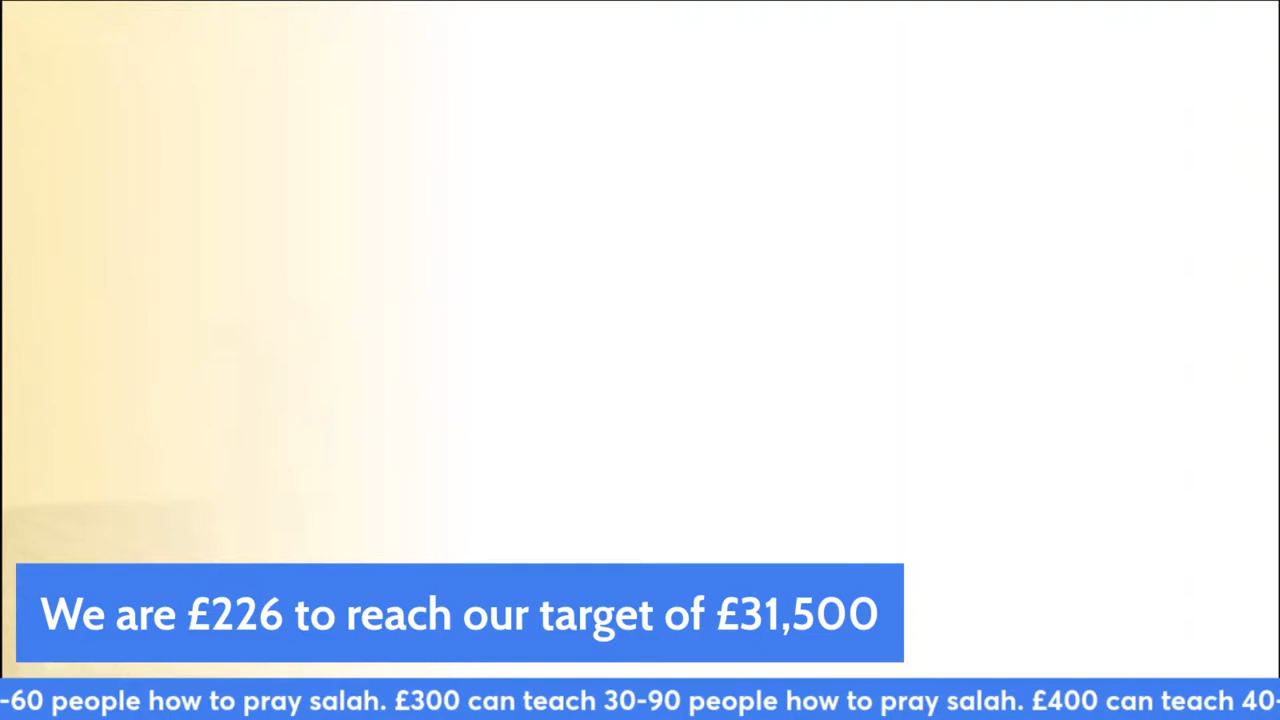 We are £226 to reach our target of £31,500
-60 people how to pray salah. £300 can teach 30-90 people how to pray salah. £400 can teach 40-